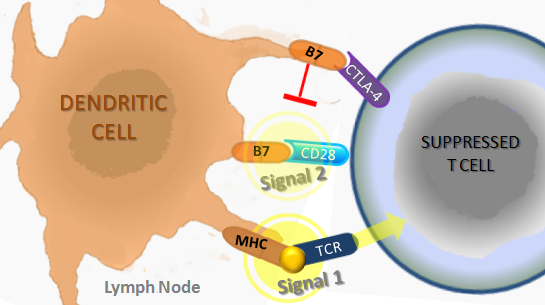 B7
CTLA-4
DENDRITIC
CELL
B7
CD28
Signal 2
SUPPRESSED
T CELL
MHC
TCR
Signal 1
Lymph Node